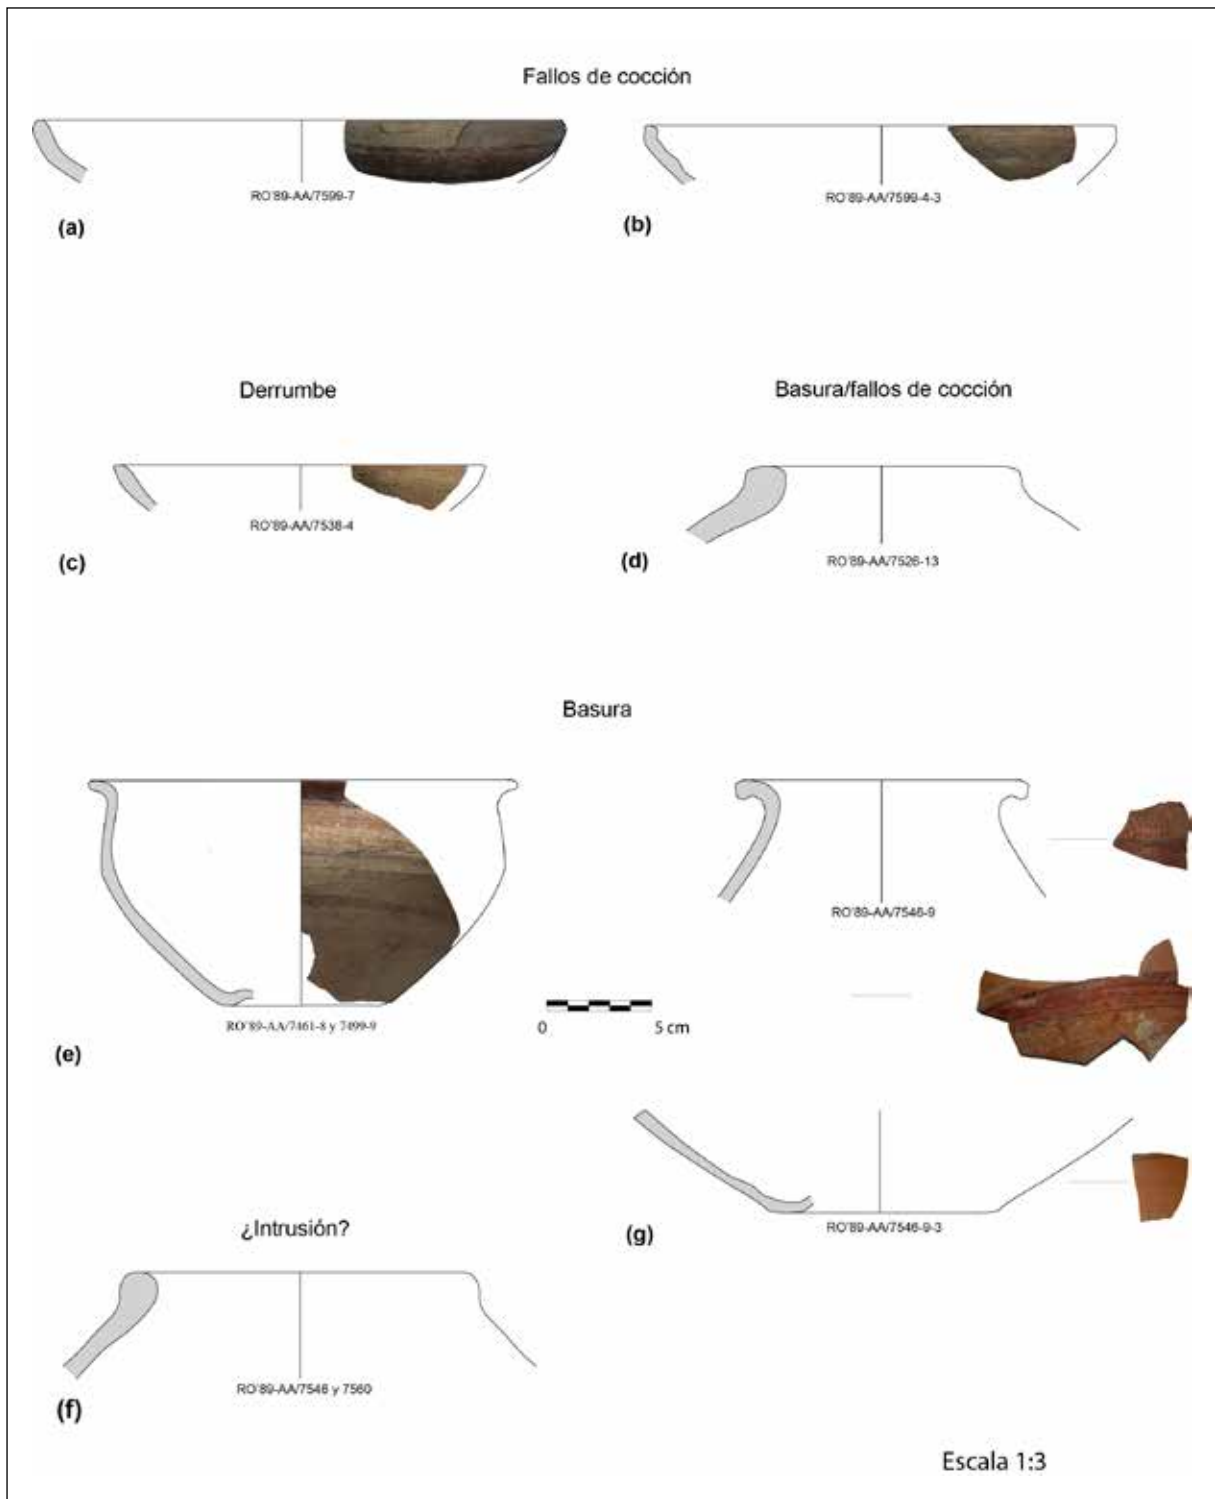 Fallos de cocción
RO'89-AA/7599-7
(a)
RO'89-AA/7599-4-3
(b)
Derrumbe
RO'89-AA/7538-4
(c)
Basura/fallos de cocción
RO'89-AA/7526-13
(d)
Basura
RO'89-AA/7461-8 y 7499-9
(e)
0 5 cm
RO'89-AA/7546-9
RO'89-AA/7546-9-3
(g)
¿Intrusión?
RO'89-AA/7546 y 7560
(f)
Escala 1:3